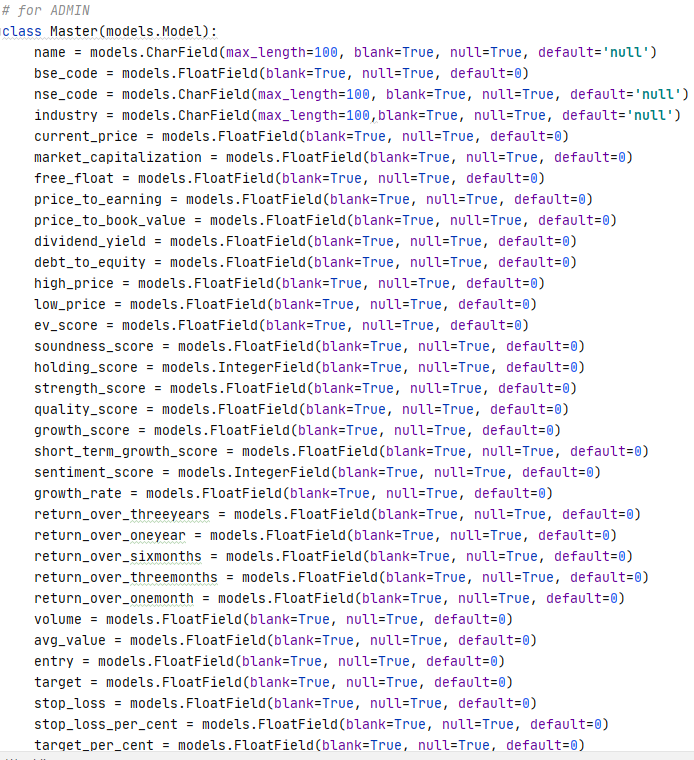 # for ADMIN
class Master(models.Model):
    name = models.CharField(max_length=100, blank=True, null=True, default='null')
    bse_code = models.FloatField(blank=True, null=True, default=0)
    nse_code = models.CharField(max_length=100, blank=True, null=True, default='null')
    industry = models.CharField(max_length=100,blank=True, null=True, default='null')
    current_price = models.FloatField(blank=True, null=True, default=0)
    market_capitalization = models.FloatField(blank=True, null=True, default=0)
    free_float = models.FloatField(blank=True, null=True, default=0)
    price_to_earning = models.FloatField(blank=True, null=True, default=0)
    price_to_book_value = models.FloatField(blank=True, null=True, default=0)
    dividend_yield = models.FloatField(blank=True, null=True, default=0)
    debt_to_equity = models.FloatField(blank=True, null=True, default=0)
    high_price = models.FloatField(blank=True, null=True, default=0)
    low_price = models.FloatField(blank=True, null=True, default=0)
    ev_score = models.FloatField(blank=True, null=True, default=0)
    soundness_score = models.FloatField(blank=True, null=True, default=0)
    holding_score = models.IntegerField(blank=True, null=True, default=0)
    strength_score = models.FloatField(blank=True, null=True, default=0)
    quality_score = models.FloatField(blank=True, null=True, default=0)
    growth_score = models.FloatField(blank=True, null=True, default=0)
    short_term_growth_score = models.FloatField(blank=True, null=True, default=0)
    sentiment_score = models.IntegerField(blank=True, null=True, default=0)
    growth_rate = models.FloatField(blank=True, null=True, default=0)
    return_over_threeyears = models.FloatField(blank=True, null=True, default=0)
    return_over_oneyear = models.FloatField(blank=True, null=True, default=0)
    return_over_sixmonths = models.FloatField(blank=True, null=True, default=0)
    return_over_threemonths = models.FloatField(blank=True, null=True, default=0)
    return_over_onemonth = models.FloatField(blank=True, null=True, default=0)
    volume = models.FloatField(blank=True, null=True, default=0)
    avg_value = models.FloatField(blank=True, null=True, default=0)
    entry = models.FloatField(blank=True, null=True, default=0)
    target = models.FloatField(blank=True, null=True, default=0)
    stop_loss = models.FloatField(blank=True, null=True, default=0)
    stop_loss_per_cent = models.FloatField(blank=True, null=True, default=0)
    target_per_cent = models.FloatField(blank=True, null=True, default=0)